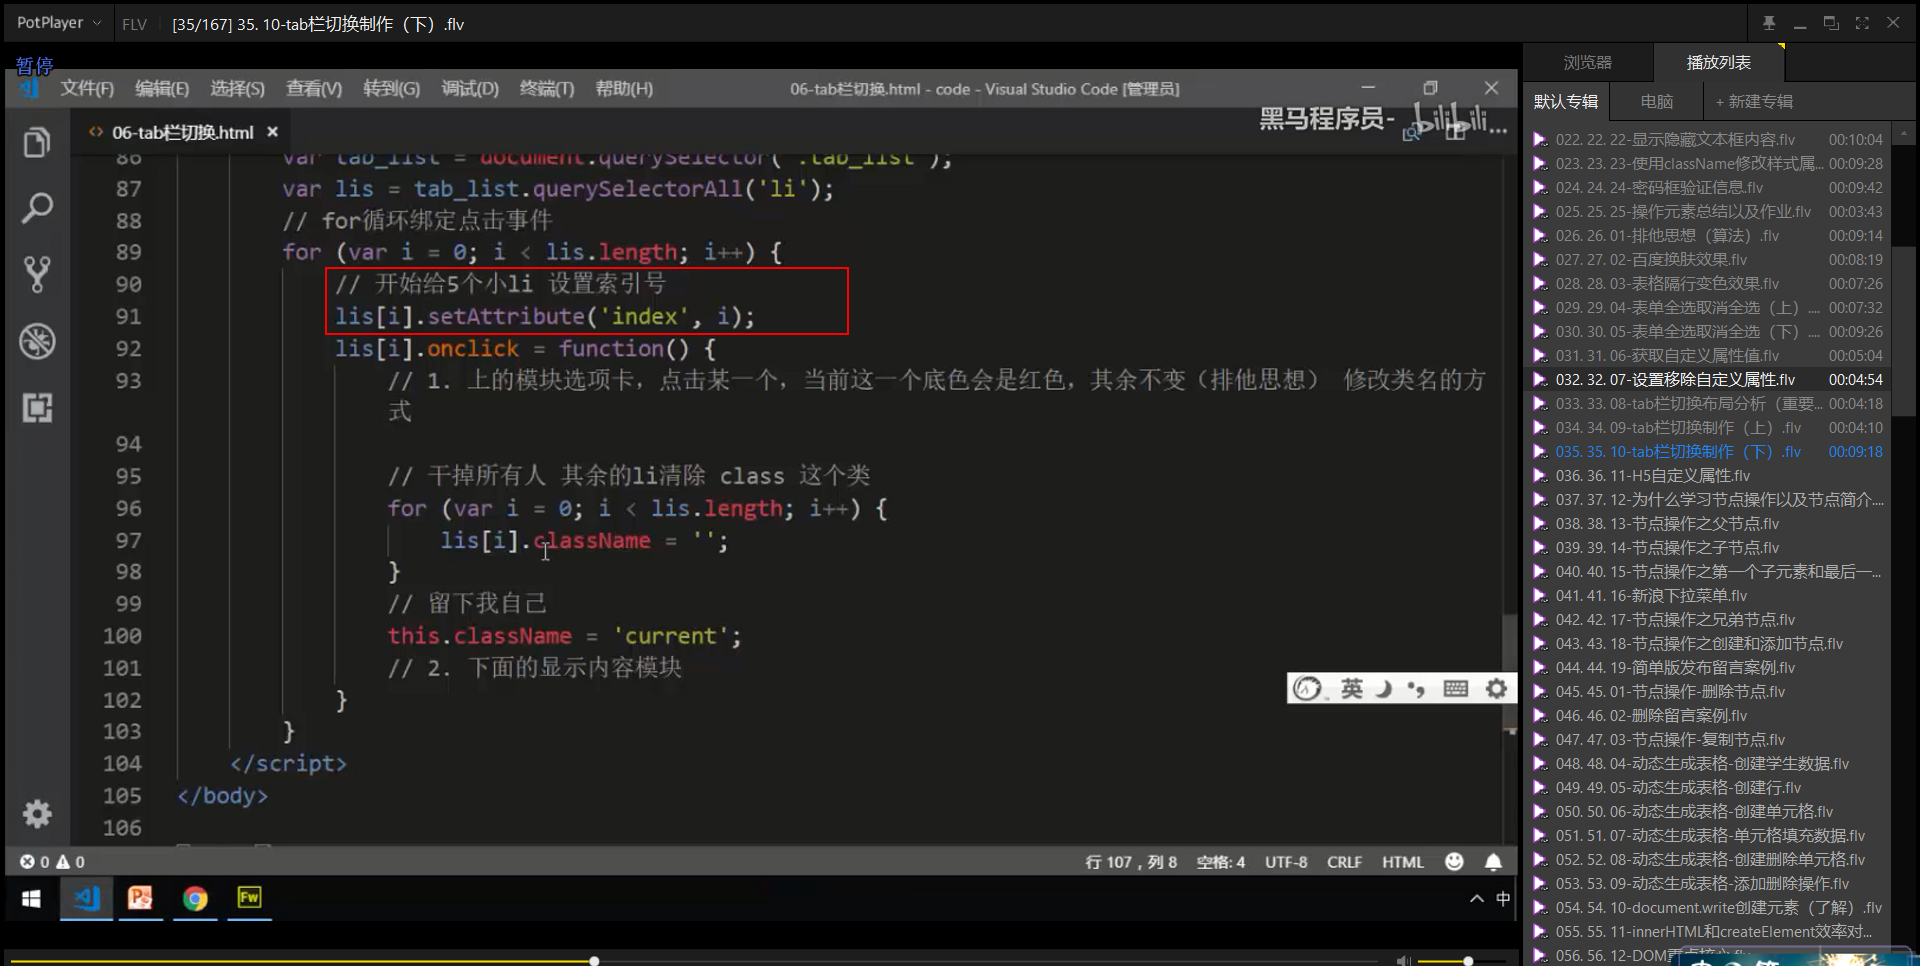 PotPlayer
FLV
[35/167] 35. 10-tab栏切换制作（下）.flv
暂停
文件(F) 编辑(E) 选择(S) 查看(V) 转到(G) 调试(D) 终端(T) 帮助(H)
06-tab栏切换.html - code - Visual Studio Code [管理员]
06-tab栏切换.html
黑马程序员-
bilibili
86 var tab_list = document.querySelector('.tab_list');
87 var lis = tab_list.querySelectorAll('li');
88 // for循环绑定点击事件
89 for (var i = 0; i < lis.length; i++) {
90 // 开始给5个小li 设置索引号
91 lis[i].setAttribute('index', i);
92 lis[i].onclick = function() {
93 // 1. 上的模块选项卡，点击某一个，当前这一个底色会是红色，其余不变（排他思想） 修改类名的方
式
94
95 // 干掉所有人 其余的li清除 class 这个类
96 for (var i = 0; i < lis.length; i++) {
97 lis[i].className = '';
98 }
99 // 留下我自己
100 this.className = 'current';
101 // 2. 下面的显示内容模块
102 }
103 }
104 </script>
105 </body>
106
英
0 0
行 107，列 8 空格: 4 UTF-8 CRLF HTML
Fw
中
浏览器 播放列表
默认专辑 电脑 + 新建专辑
022. 22. 22-显示隐藏文本框内容.flv 00:10:04
023. 23. 23-使用className修改样式属... 00:09:28
024. 24. 24-密码框验证信息.flv 00:09:42
025. 25. 25-操作元素总结以及作业.flv 00:03:43
026. 26. 01-排他思想（算法）.flv 00:09:14
027. 27. 02-百度换肤效果.flv 00:08:19
028. 28. 03-表格隔行变色效果.flv 00:07:26
029. 29. 04-表单全选取消全选（上）.... 00:07:32
030. 30. 05-表单全选取消全选（下）.... 00:09:26
031. 31. 06-获取自定义属性值.flv 00:05:04
032. 32. 07-设置移除自定义属性.flv 00:04:54
033. 33. 08-tab栏切换布局分析（重要... 00:04:18
034. 34. 09-tab栏切换制作（上）.flv 00:04:10
035. 35. 10-tab栏切换制作（下）.flv 00:09:18
036. 36. 11-H5自定义属性.flv
037. 37. 12-为什么学习节点操作以及节点简介....
038. 38. 13-节点操作之父节点.flv
039. 39. 14-节点操作之子节点.flv
040. 40. 15-节点操作之第一个子元素和最后一...
041. 41. 16-新浪下拉菜单.flv
042. 42. 17-节点操作之兄弟节点.flv
043. 43. 18-节点操作之创建和添加节点.flv
044. 44. 19-简单版发布留言案例.flv
045. 45. 01-节点操作-删除节点.flv
046. 46. 02-删除留言案例.flv
047. 47. 03-节点操作-复制节点.flv
048. 48. 04-动态生成表格-创建学生数据.flv
049. 49. 05-动态生成表格-创建行.flv
050. 50. 06-动态生成表格-创建单元格.flv
051. 51. 07-动态生成表格-单元格填充数据.flv
052. 52. 08-动态生成表格-创建删除单元格.flv
053. 53. 09-动态生成表格-添加删除操作.flv
054. 54. 10-document.write创建元素（了解）.flv
055. 55. 11-innerHTML和createElement效率对...
056. 56. 12-DOM重点核心.flv